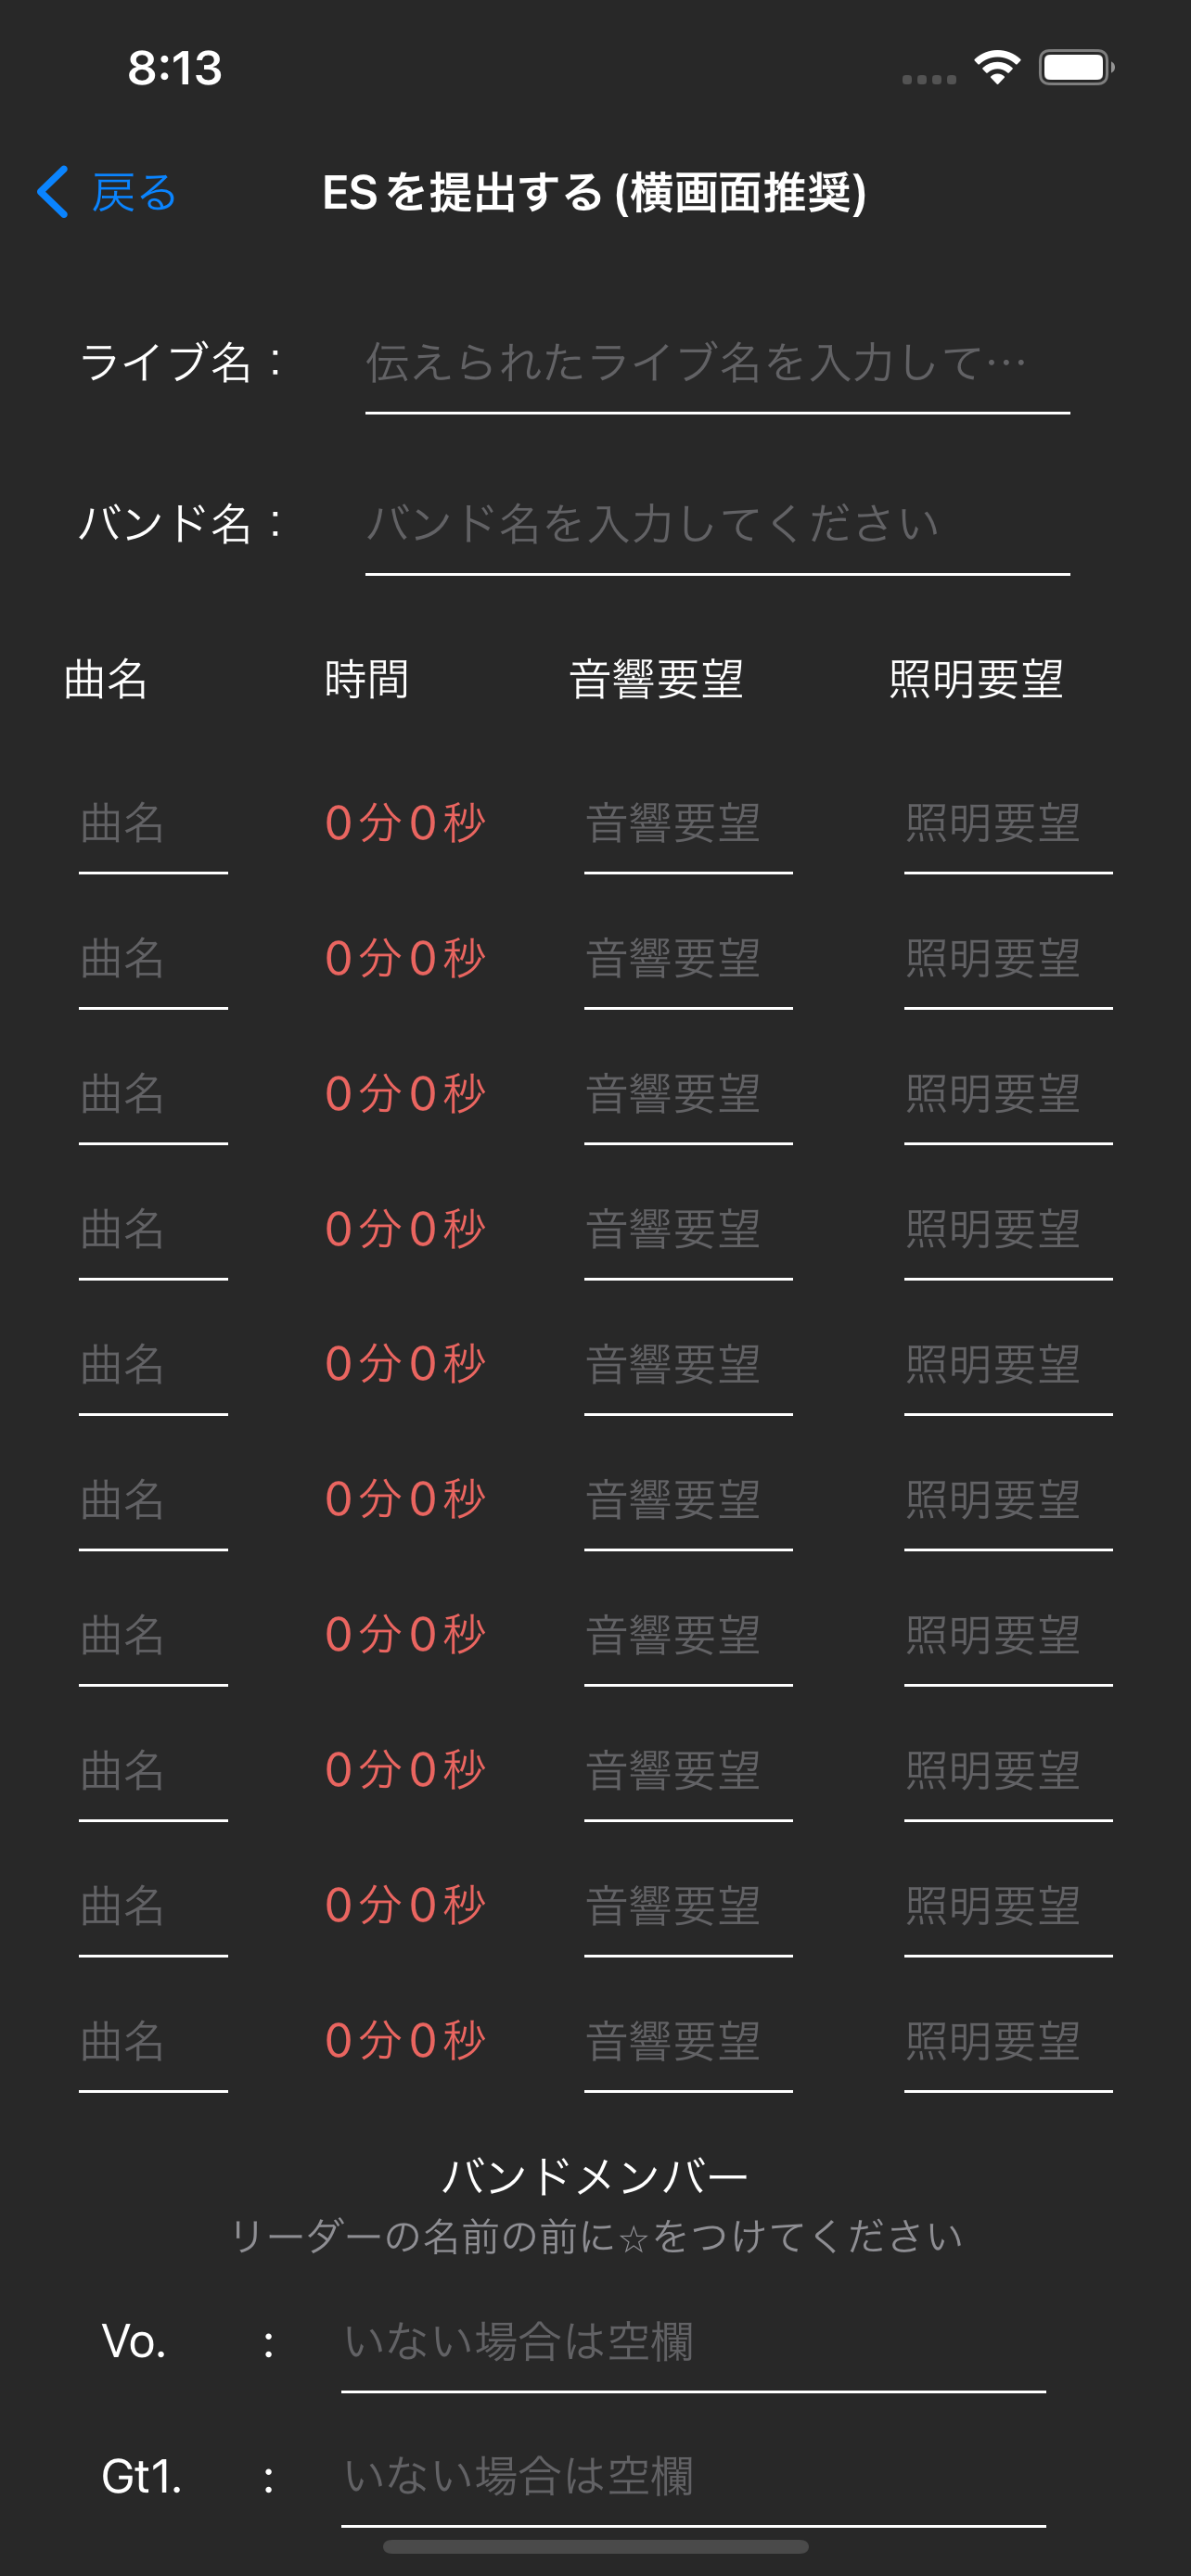 8:13
戻る ESを提出する (横画面推奨)
ライブ名： 伝えられたライブ名を入力して…
バンド名： バンド名を入力してください
曲名 時間 音響要望 照明要望
曲名 0分0秒 音響要望 照明要望
曲名 0分0秒 音響要望 照明要望
曲名 0分0秒 音響要望 照明要望
曲名 0分0秒 音響要望 照明要望
曲名 0分0秒 音響要望 照明要望
曲名 0分0秒 音響要望 照明要望
曲名 0分0秒 音響要望 照明要望
曲名 0分0秒 音響要望 照明要望
曲名 0分0秒 音響要望 照明要望
曲名 0分0秒 音響要望 照明要望
バンドメンバー
リーダーの名前の前に☆をつけてください
Vo. : いない場合は空欄
Gt1. : いない場合は空欄